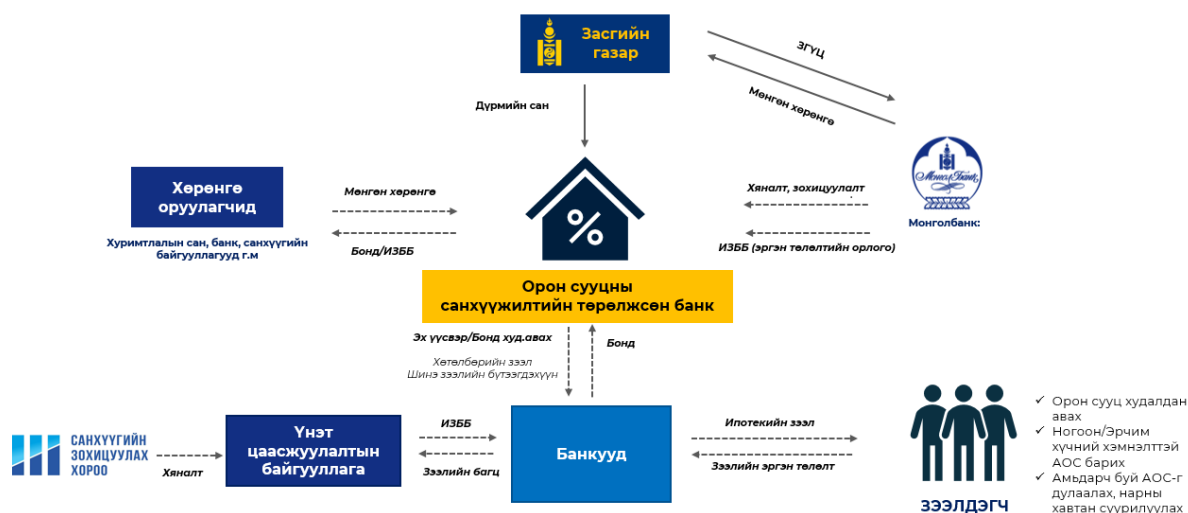 Засгийн
газар
ЗГҮЦ
Мөнгөн хөрөнгө
Дүрмийн сан
Хөрөнгө
оруулагчид
Мөнгөн хөрөнгө
Хяналт, зохицуулалт
МонголБанк
Монголбанк:
Хуримтлалын сан, банк, санхүүгийн
байгууллагууд г.м
Бонд/ИЗББ
ИЗББ (эргэн төлөлтийн орлого)
%
Орон сууцны
санхүүжилтийн төрөлжсөн банк
Эх үүсвэр/Бонд худ.авах
Бонд
Хөтөлбөрийн зээл
Шинэ зээлийн бүтээгдэхүүн
САНХҮҮГИЙН
ЗОХИЦУУЛАХ
ХОРОО
Хяналт
Үнэт
цаасжуулалтын
байгууллага
ИЗББ
Зээлийн багц
Банкууд
Ипотекийн зээл
Зээлийн эргэн төлөлт
ЗЭЭЛДЭГЧ
✓ Орон сууц худалдан
авах
✓ Ногоон/Эрчим
хүчний хэмнэлттэй
АОС барих
✓ Амьдарч буй АОС-г
дулаалах, нарны
хавтан суурилуулах